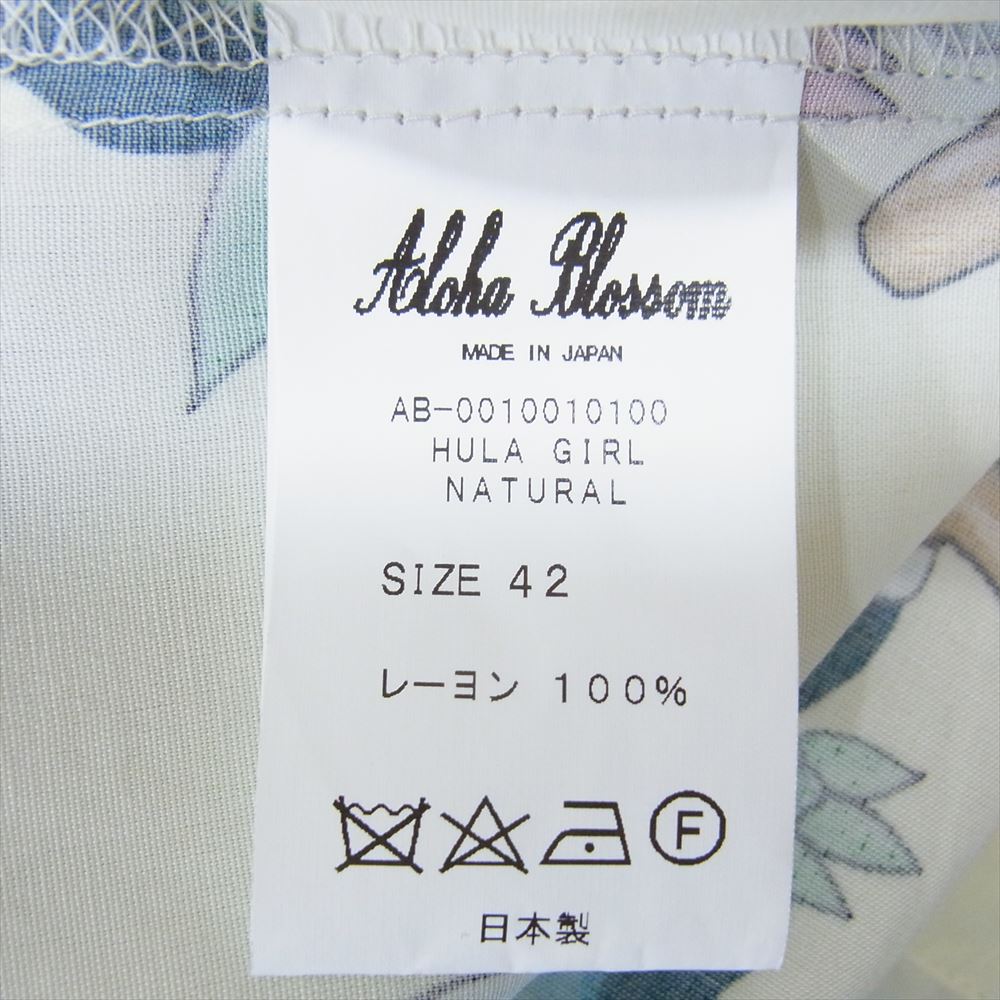 Aloha Blossom
MADE IN JAPAN
AB-0010010100
HULA GIRL
NATURAL
SIZE 42
レーヨン 100%
F
日本製